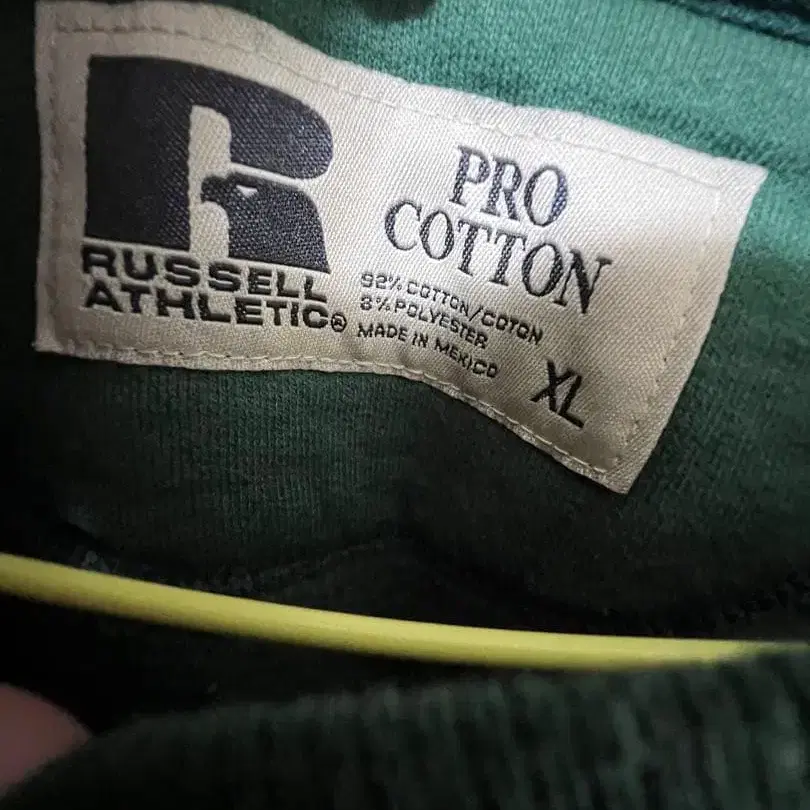 RUSSELL
ATHLETIC®
PRO
COTTON
92% COTTON/COTON
8% POLYESTER
MADE IN MEXICO
XL